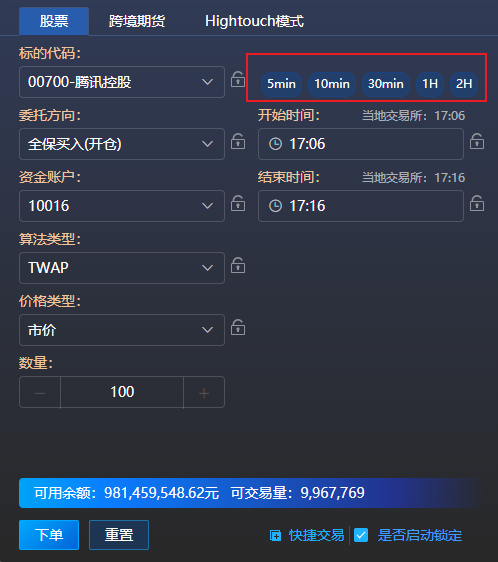 股票 跨境期货 Hightouch模式
标的代码：
00700-腾讯控股 5min 10min 30min 1H 2H
委托方向： 开始时间： 当地交易所：17:06
全保买入(开仓) 17:06
资金账户： 结束时间： 当地交易所：17:16
10016 17:16
算法类型：
TWAP
价格类型：
市价
数量：
− 100 +
可用余额：981,459,548.62元 可交易量：9,967,769
下单 重置 快捷交易 是否启动锁定